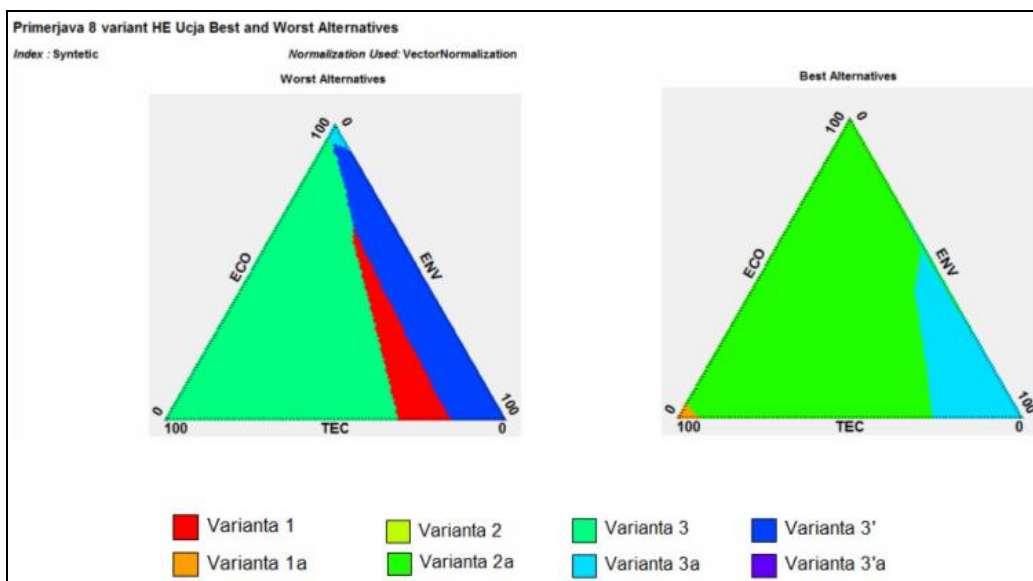 Primerjava 8 variant HE Ucja Best and Worst Alternatives
Index : Syntetic Normalization Used: VectorNormalization
Worst Alternatives Best Alternatives
100 0 100 0
ECO ENV ECO ENV
0 100 0 100
100 TEC 0 100 TEC 0
Varianta 1 Varianta 2 Varianta 3 Varianta 3'
Varianta 1a Varianta 2a Varianta 3a Varianta 3'a